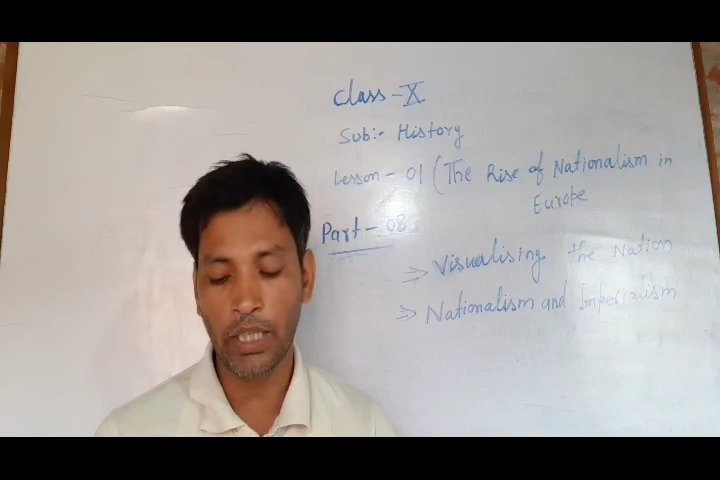 Class - X
Sub:- History
Lesson - 01 (The Rise of Nationalism in
Europe
Part - 08
⇒ Visualising the Nation
⇒ Nationalism and Imperialism